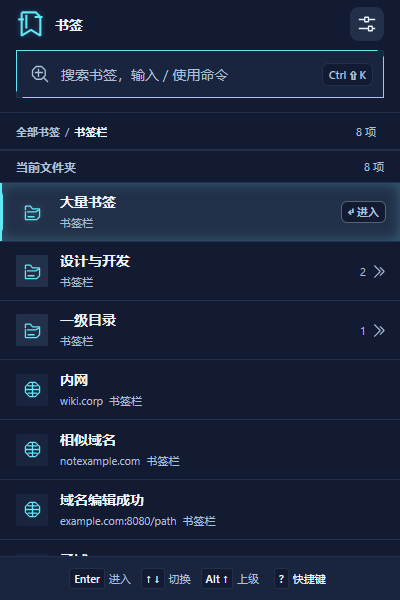 书签
搜索书签，输入 / 使用命令
Ctrl ⇧ K
全部书签 / 书签栏 8 项
当前文件夹 8 项
大量书签
书签栏
↲ 进入
设计与开发
书签栏
2
一级目录
书签栏
1
内网
wiki.corp 书签栏
相似域名
notexample.com 书签栏
域名编辑成功
example.com:8080/path 书签栏
Enter 进入 ↑↓ 切换 Alt ↑ 上级 ? 快捷键